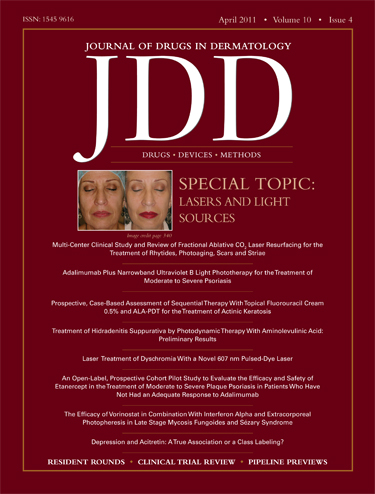 ISSN: 1545 9616
April 2011 • Volume 10 • Issue 4
JOURNAL OF DRUGS IN DERMATOLOGY
JDD
DRUGS • DEVICES • METHODS
SPECIAL TOPIC:
LASERS AND LIGHT
SOURCES
Image credit page 340
Multi-Center Clinical Study and Review of Fractional Ablative CO2 Laser Resurfacing for the
Treatment of Rhytides, Photoaging, Scars and Striae
Adalimumab Plus Narrowband Ultraviolet B Light Phototherapy for the Treatment of
Moderate to Severe Psoriasis
Prospective, Case-Based Assessment of Sequential Therapy With Topical Fluorouracil Cream
0.5% and ALA-PDT for the Treatment of Actinic Keratosis
Treatment of Hidradenitis Suppurativa by Photodynamic Therapy With Aminolevulinic Acid:
Preliminary Results
Laser Treatment of Dyschromia With a Novel 607 nm Pulsed-Dye Laser
An Open-Label, Prospective Cohort Pilot Study to Evaluate the Efficacy and Safety of
Etanercept in the Treatment of Moderate to Severe Plaque Psoriasis in Patients Who Have
Not Had an Adequate Response to Adalimumab
The Efficacy of Vorinostat in Combination With Interferon Alpha and Extracorporeal
Photopheresis in Late Stage Mycosis Fungoides and Sézary Syndrome
Depression and Acitretin: A True Association or a Class Labeling?
RESIDENT ROUNDS • CLINICAL TRIAL REVIEW • PIPELINE PREVIEWS